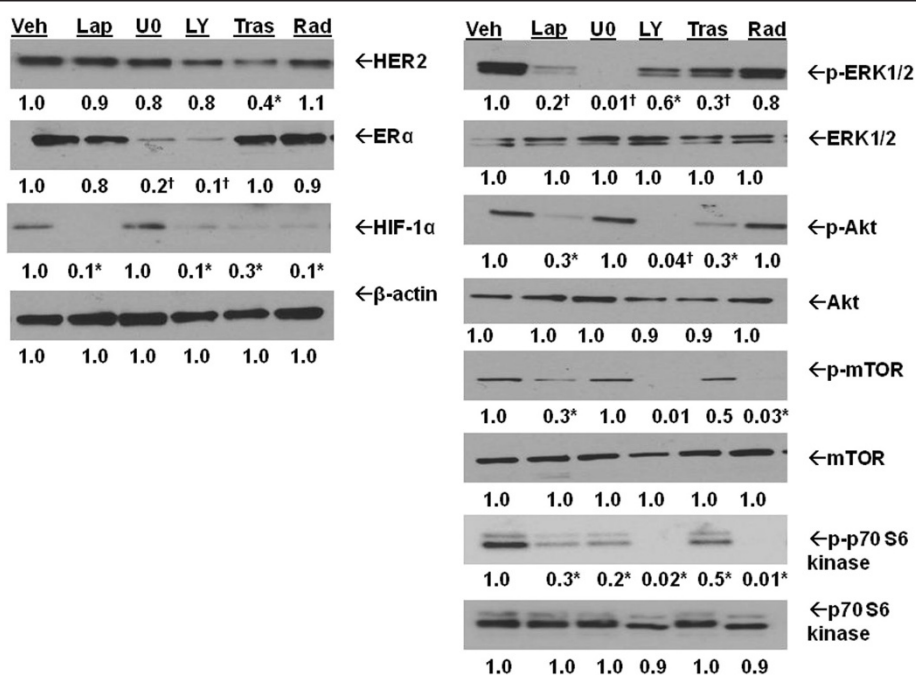 Veh Lap U0 LY Tras Rad
←HER2
1.0 0.9 0.8 0.8 0.4* 1.1
←ERα
1.0 0.8 0.2† 0.1† 1.0 0.9
←HIF-1α
1.0 0.1* 1.0 0.1* 0.3* 0.1*
←β-actin
1.0 1.0 1.0 1.0 1.0 1.0
Veh Lap U0 LY Tras Rad
←p-ERK1/2
1.0 0.2† 0.01† 0.6* 0.3† 0.8
←ERK1/2
1.0 1.0 1.0 1.0 1.0 1.0
←p-Akt
1.0 0.3* 1.0 0.04† 0.3* 1.0
←Akt
1.0 1.0 1.0 0.9 0.9 1.0
←p-mTOR
1.0 0.3* 1.0 0.01 0.5 0.03*
←mTOR
1.0 1.0 1.0 1.0 1.0 1.0
←p-p70 S6
kinase
1.0 0.3* 0.2* 0.02* 0.5* 0.01*
←p70 S6
kinase
1.0 1.0 1.0 0.9 1.0 0.9